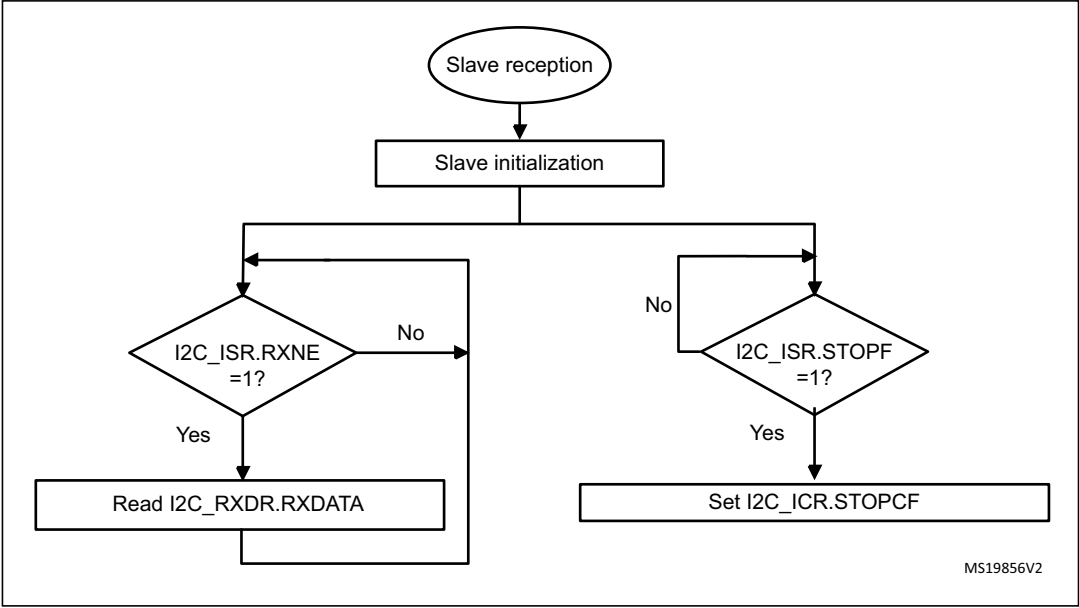 Slave reception
Slave initialization
No
I2C_ISR.RXNE
=1?
Yes
Read I2C_RXDR.RXDATA
No
I2C_ISR.STOPF
=1?
Yes
Set I2C_ICR.STOPCF
MS19856V2